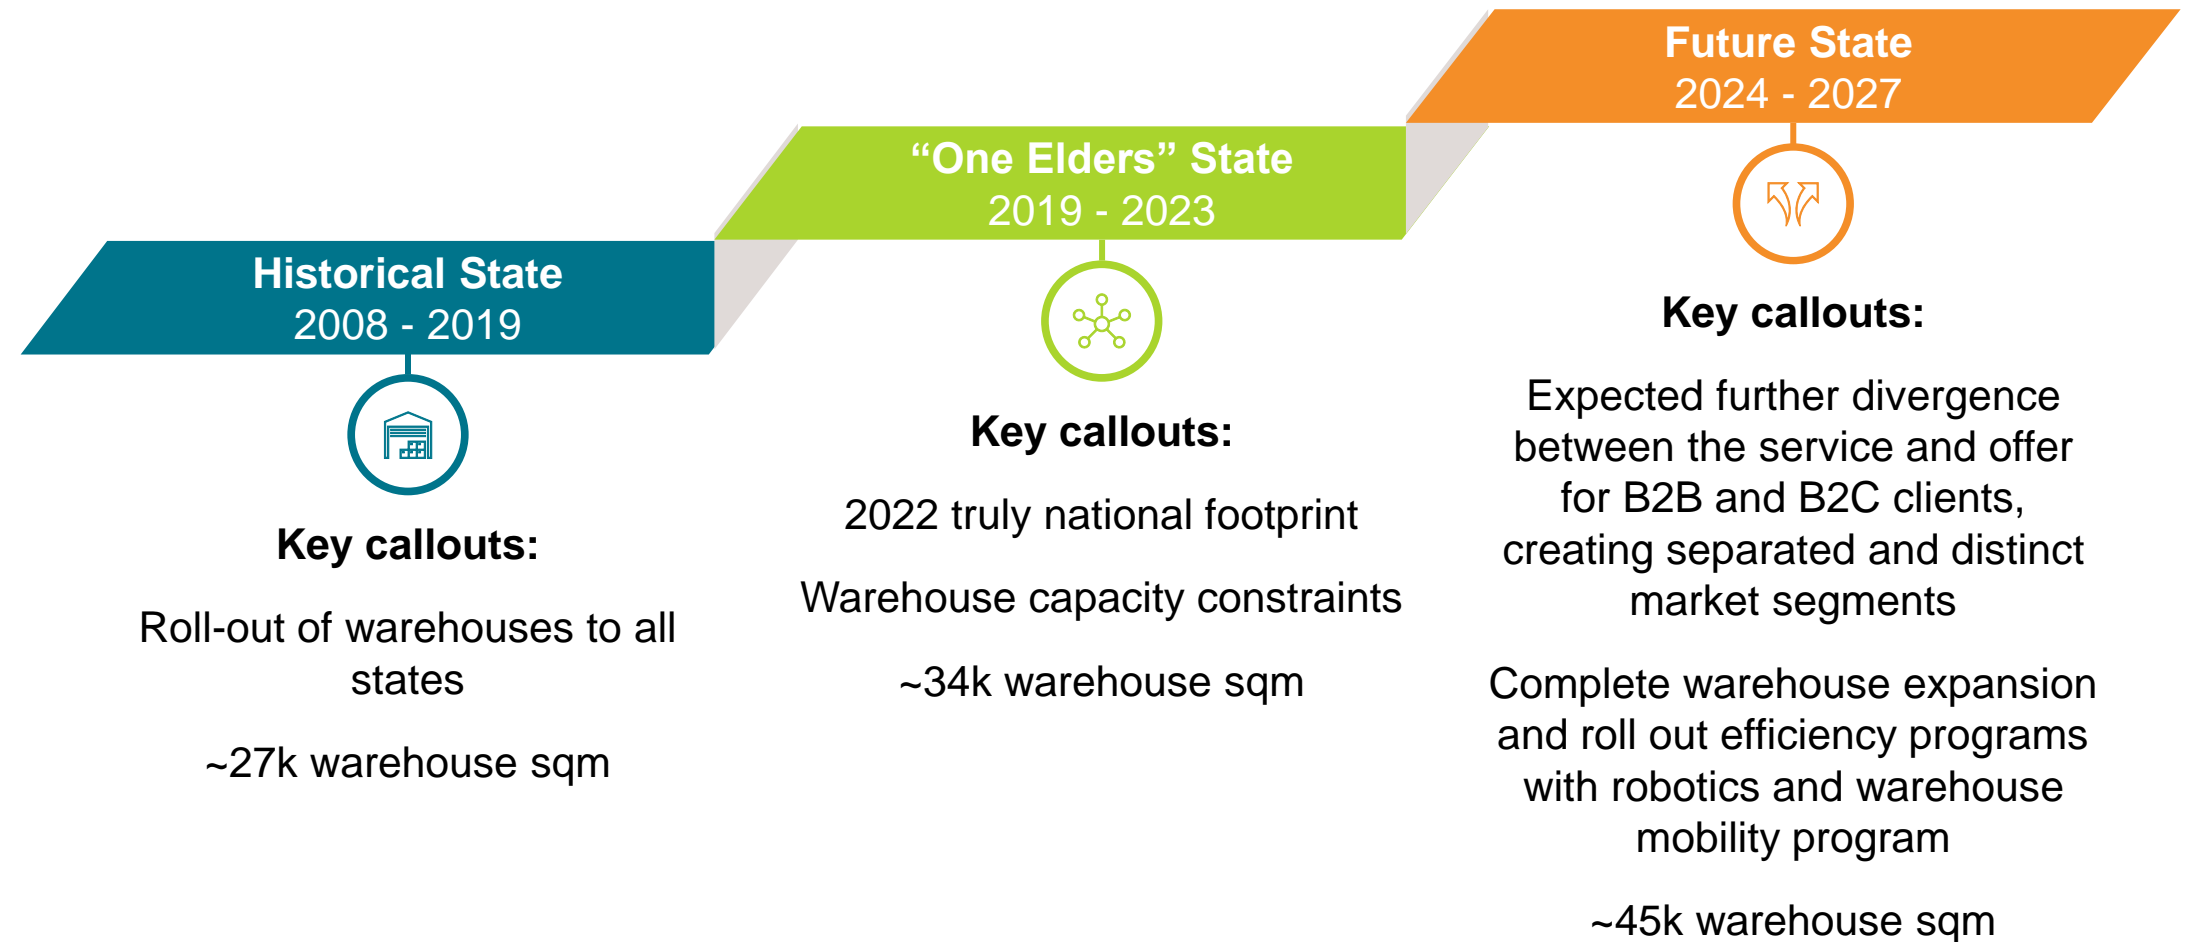 Historical State
2008 - 2019
Key callouts:
Roll-out of warehouses to all
states
~27k warehouse sqm
“One Elders” State
2019 - 2023
Key callouts:
2022 truly national footprint
Warehouse capacity constraints
~34k warehouse sqm
Future State
2024 - 2027
Key callouts:
Expected further divergence
between the service and offer
for B2B and B2C clients,
creating separated and distinct
market segments
Complete warehouse expansion
and roll out efficiency programs
with robotics and warehouse
mobility program
~45k warehouse sqm